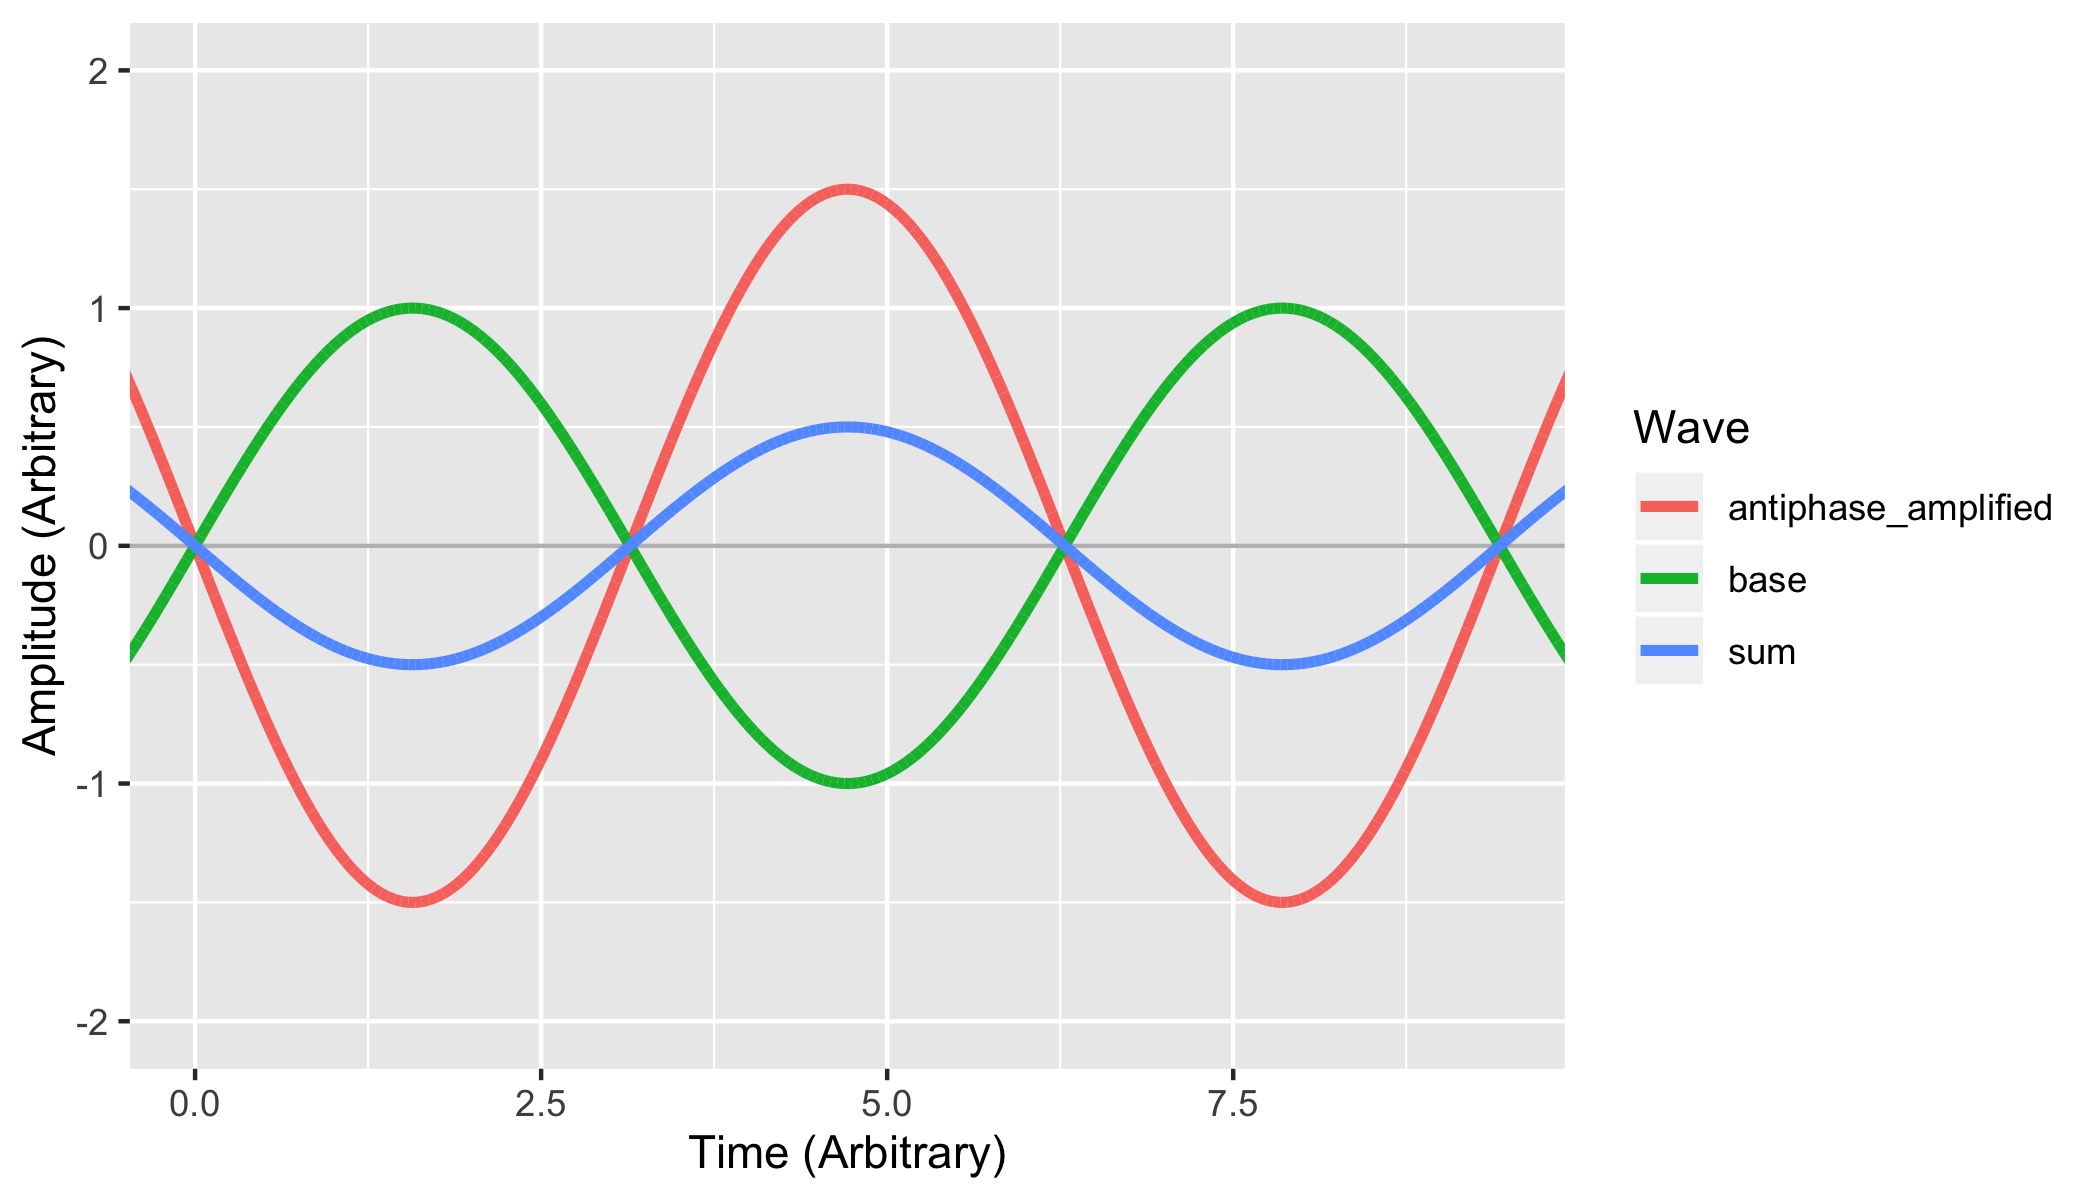 2
1
0
-1
-2
Amplitude (Arbitrary)
0.0 2.5 5.0 7.5
Time (Arbitrary)
Wave
antiphase_amplified
base
sum